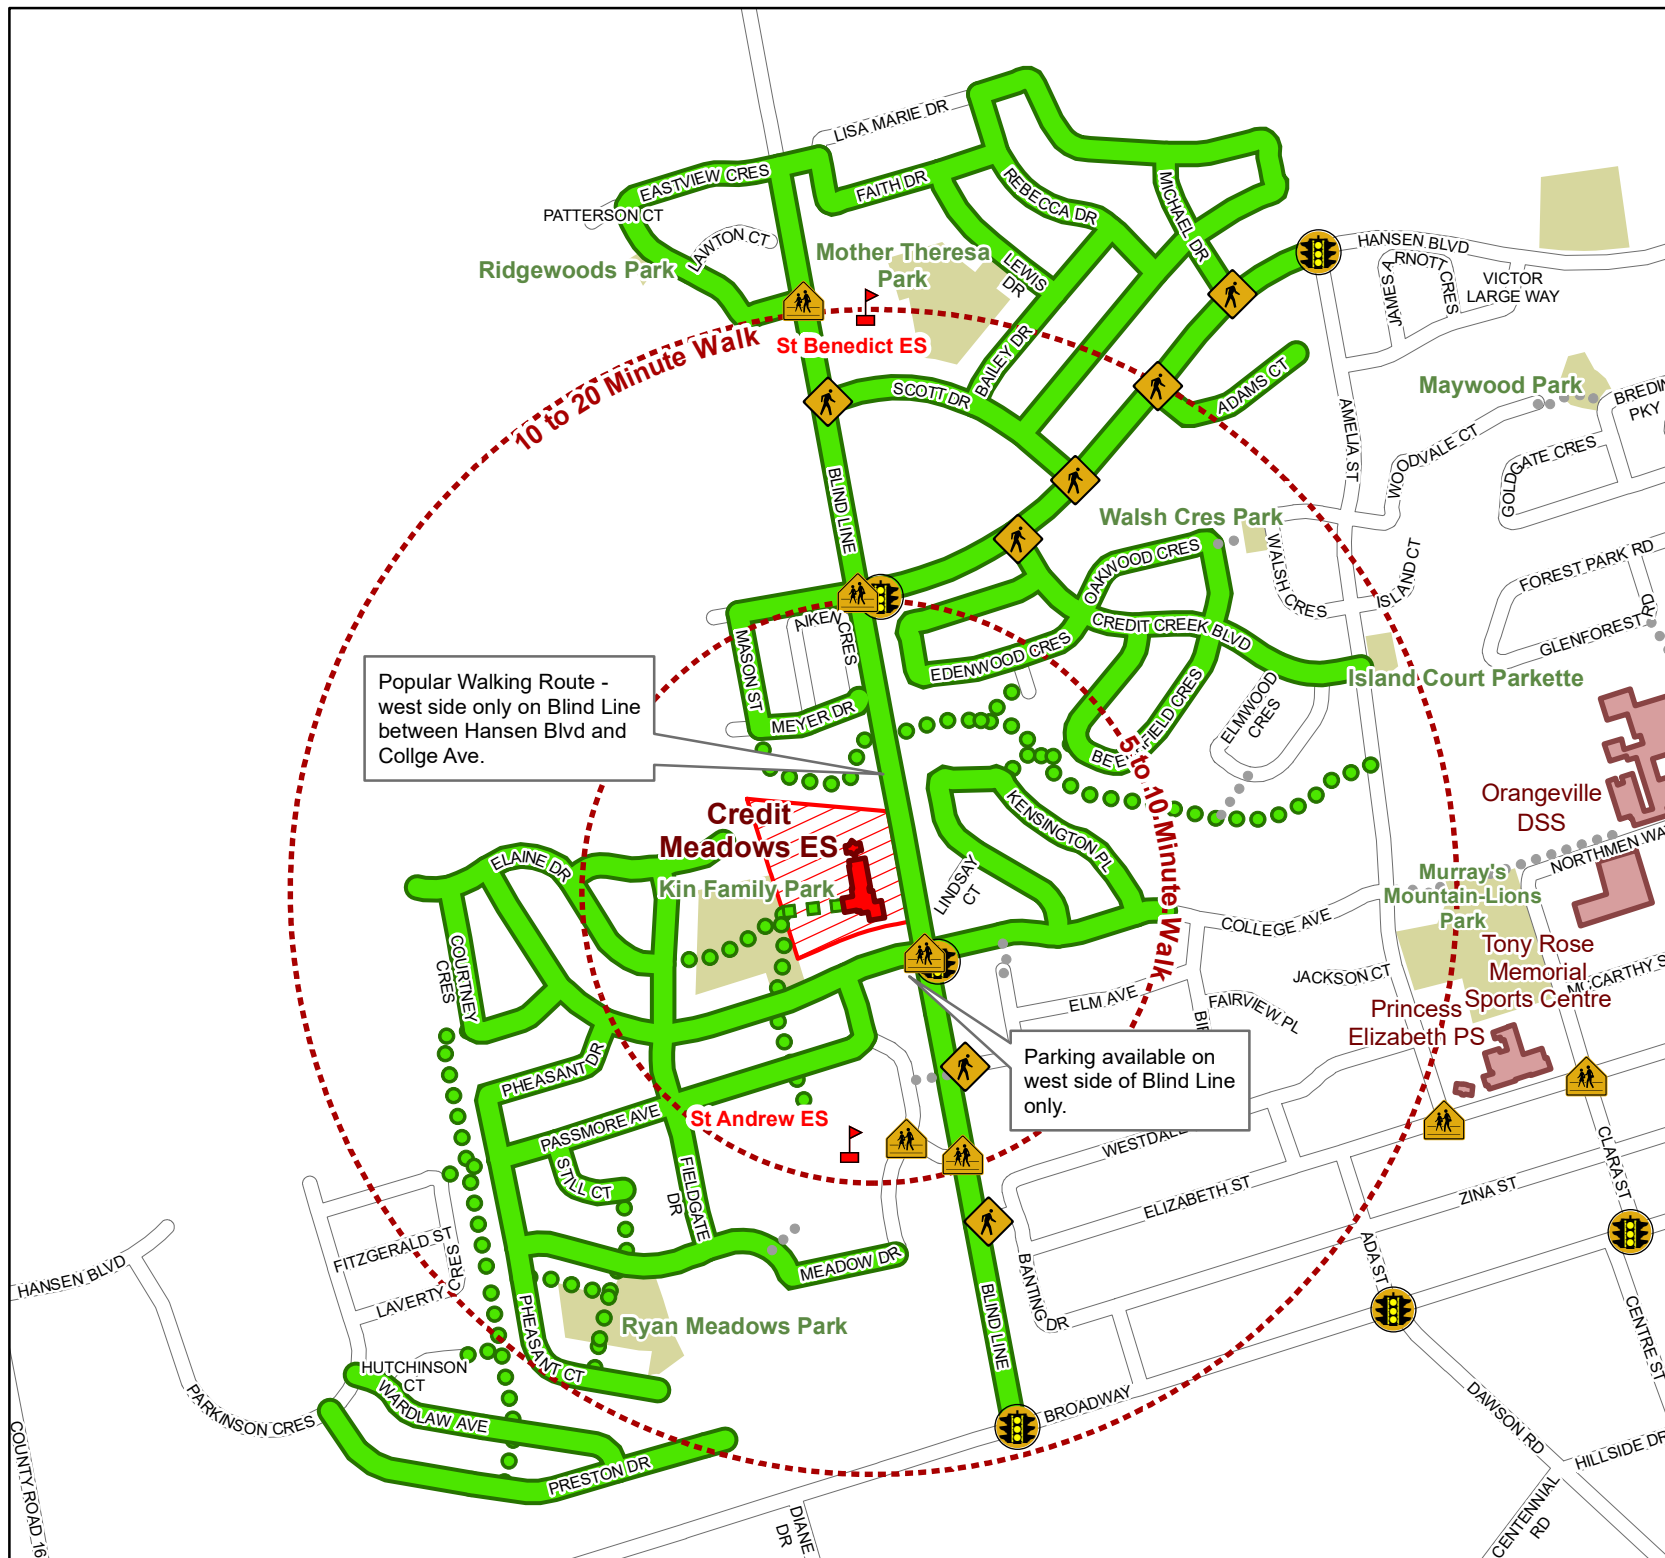 LISA MARIE DR
EASTVIEW CRES
FAITH DR
REBECCA DR
MICHAEL DR
PATTERSON CT
LAWTON CT
HANSEN BLVD
Mother Theresa
Park
LEWIS
DR
Ridgewoods Park
JAMES A
RNOTT CRES
VICTOR
LARGE WAY
10 to 20 Minute Walk
St Benedict ES
BAILEY DR
SCOTT DR
ADAMS CT
Maywood Park
BREDIN
PKY
AMELIA ST
WOODVALE CT
GOLDGATE CRES
BLIND LINE
Walsh Cres Park
OAKWOOD CRES
WALSH CRES
ISLAND CT
FOREST PARK RD
GLENFOREST RD
AIKEN CRES
MASON ST
CREDIT CREEK BLVD
EDENWOOD CRES
Island Court Parkette
Popular Walking Route -
west side only on Blind Line
between Hansen Blvd and
Collge Ave.
MEYER DR
ELMWOOD
CRES
5 to 10 Minute Walk
Orangeville
DSS
Credit
Meadows ES
KENSINGTON PL
NORTHMEN WA
ELAINE DR
Kin Family Park
LINDSAY
CT
Murray's
Mountain-Lions
Park
COLLEGE AVE
COURTNEY
CRES
Tony Rose
Memorial
Sports Centre
JACKSON CT
MCCARTHY S
ELM AVE
FAIRVIEW PL
Princess
Elizabeth PS
Parking available on
west side of Blind Line
only.
PHEASANT DR
PASSMORE AVE
St Andrew ES
STILL CT
FIELDGATE
DR
WESTDALE
CLARA ST
ELIZABETH ST
ZINA ST
FITZGERALD ST
HANSEN BLVD
LAVERTY CRES
MEADOW DR
BANTING DR
ADA ST
BLIND LINE
CENTRE ST
PHEASANT CT
Ryan Meadows Park
HUTCHINSON
CT
WARDLAW AVE
PARKINSON CRES
BROADWAY
DAWSON RD
COUNTY ROAD 16
PRESTON DR
HILLSIDE DR
DIANE
DR
CENTENNIAL
RD